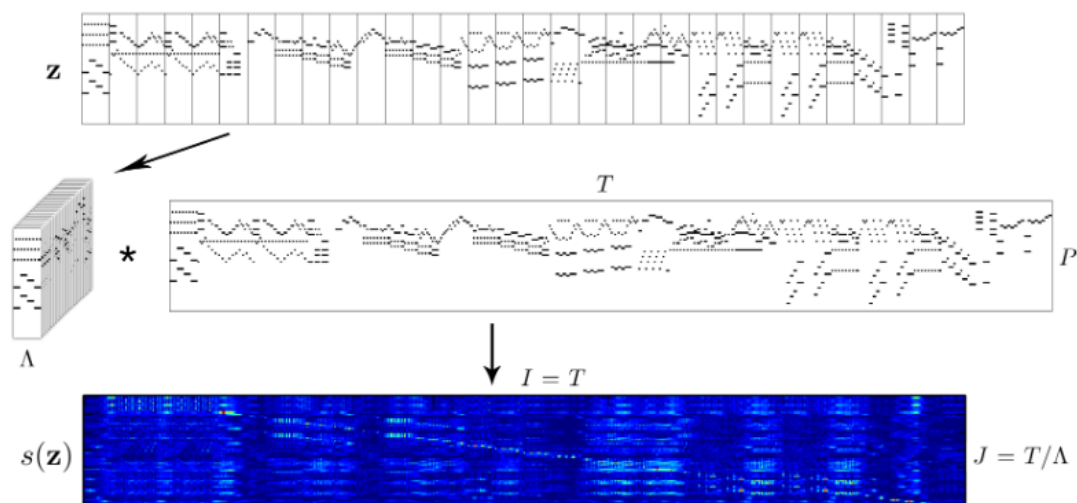 z
T
*
P
Λ
I = T
s(z)
J = T/Λ